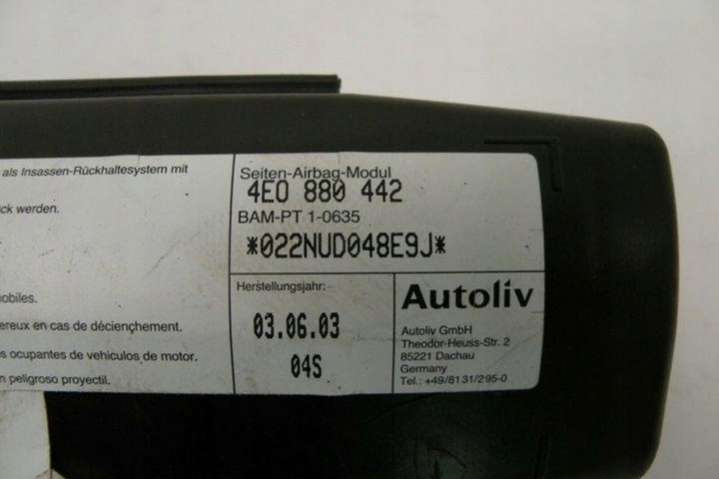 als Insassen-Rückhaltesystem mit
ck werden.
obiles.
ereux en cas de décienchement.
s ocupantes de vehiculos de motor.
n peligroso proyectil.
Seiten-Airbag-Modul
4E0 880 442
BAM-PT 1-0635
*022NUD048E9J*
Herstellungsjahr:
03.06.03
04S
Autoliv
Autoliv GmbH
Theodor-Heuss-Str. 2
85221 Dachau
Germany
Tel.: +49/8131/295-0